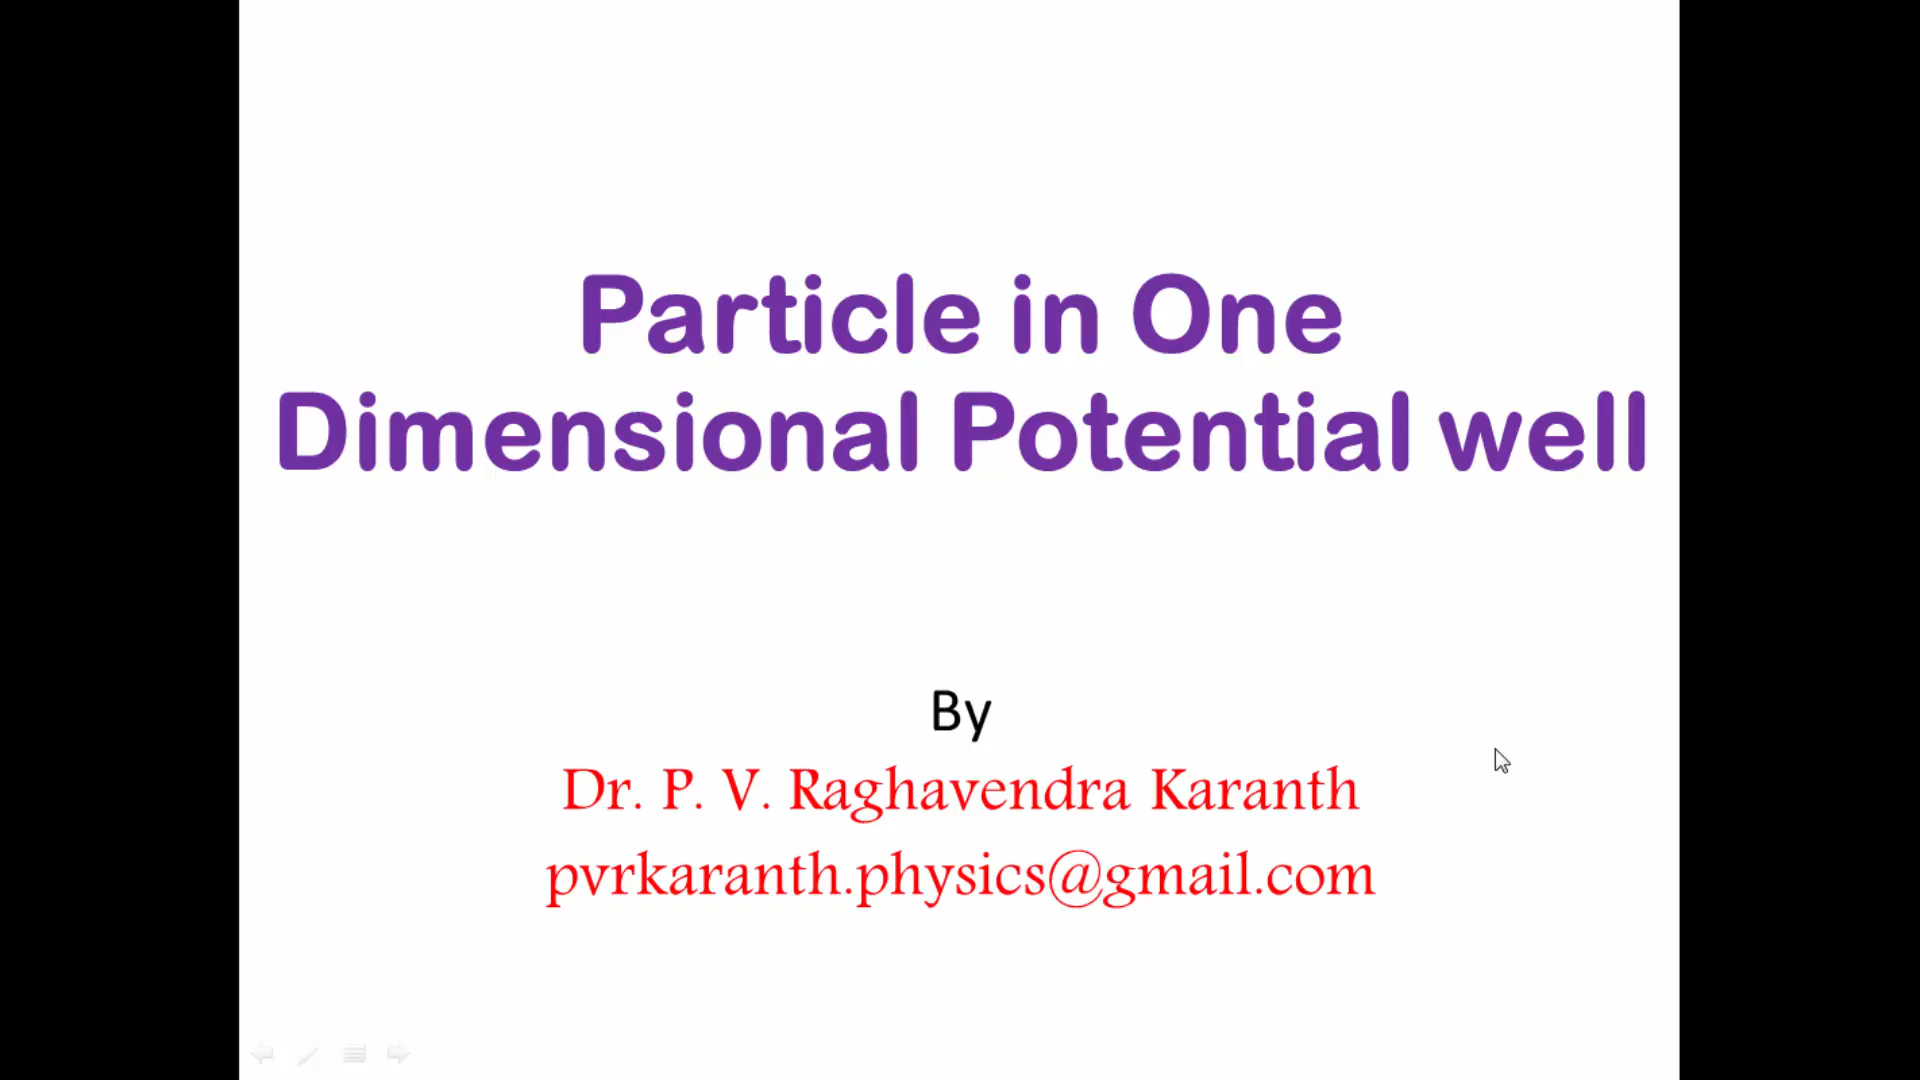 Particle in One
Dimensional Potential well
By
Dr. P. V. Raghavendra Karanth
pvrkaranth.physics@gmail.com